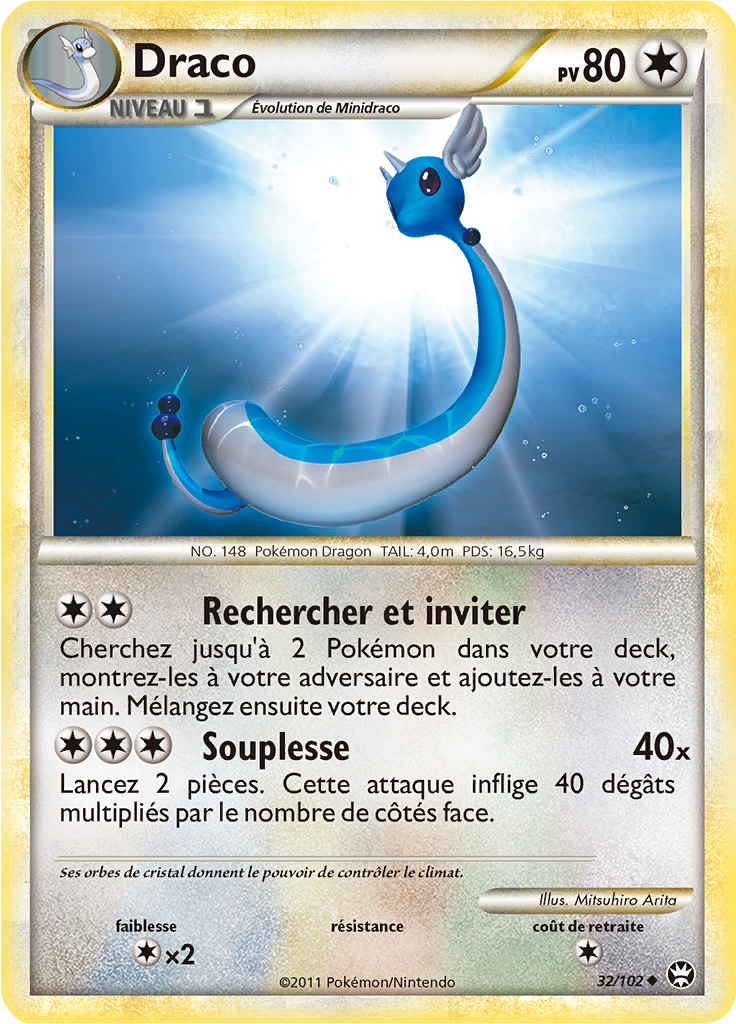 Draco
PV 80
NIVEAU 1
Évolution de Minidraco
NO. 148 Pokémon Dragon TAIL: 4,0m PDS: 16,5kg
Rechercher et inviter
Cherchez jusqu'à 2 Pokémon dans votre deck,
montrez-les à votre adversaire et ajoutez-les à votre
main. Mélangez ensuite votre deck.
Souplesse 40x
Lancez 2 pièces. Cette attaque inflige 40 dégâts
multipliés par le nombre de côtés face.
Ses orbes de cristal donnent le pouvoir de contrôler le climat.
Illus. Mitsuhiro Arita
faiblesse résistance coût de retraite
×2
©2011 Pokémon/Nintendo
32/102